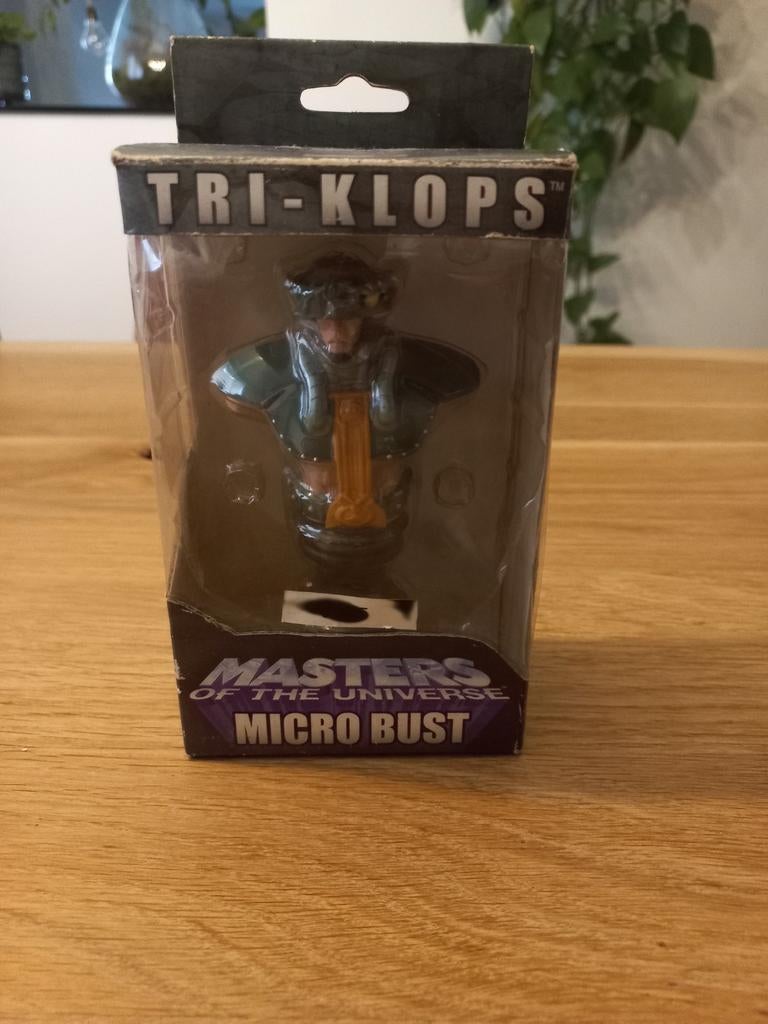 TRI-KLOPS™
MASTERS
OF THE UNIVERSE
MICRO BUST